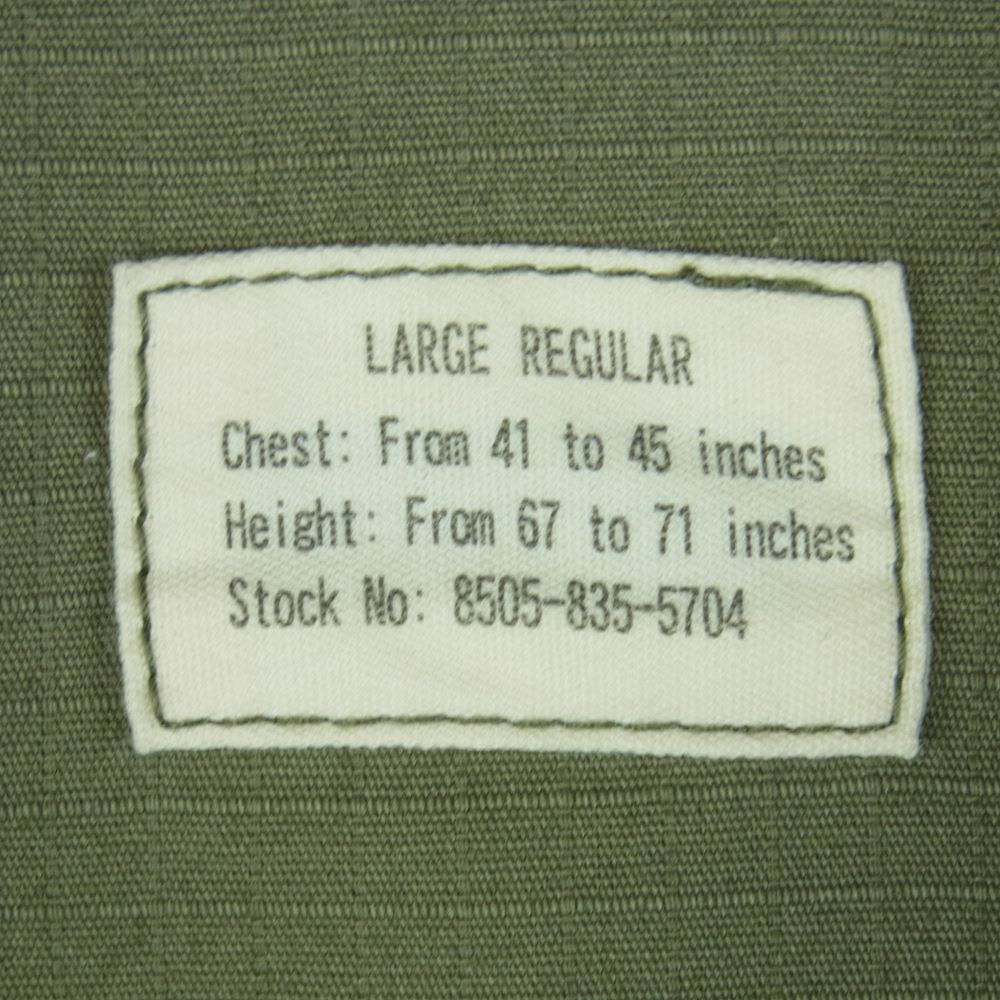 LARGE REGULAR
Chest: From 41 to 45 inches
Height: From 67 to 71 inches
Stock No: 8505-835-5704